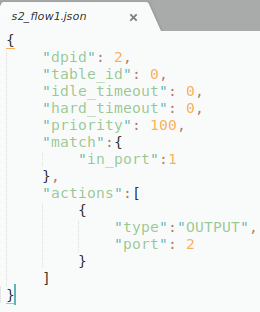 s2_flow1.json ×
{
    "dpid": 2,
    "table_id": 0,
    "idle_timeout": 0,
    "hard_timeout": 0,
    "priority": 100,
    "match":{
        "in_port":1
    },
    "actions":[
        {
            "type":"OUTPUT",
            "port": 2
        }
    ]
}